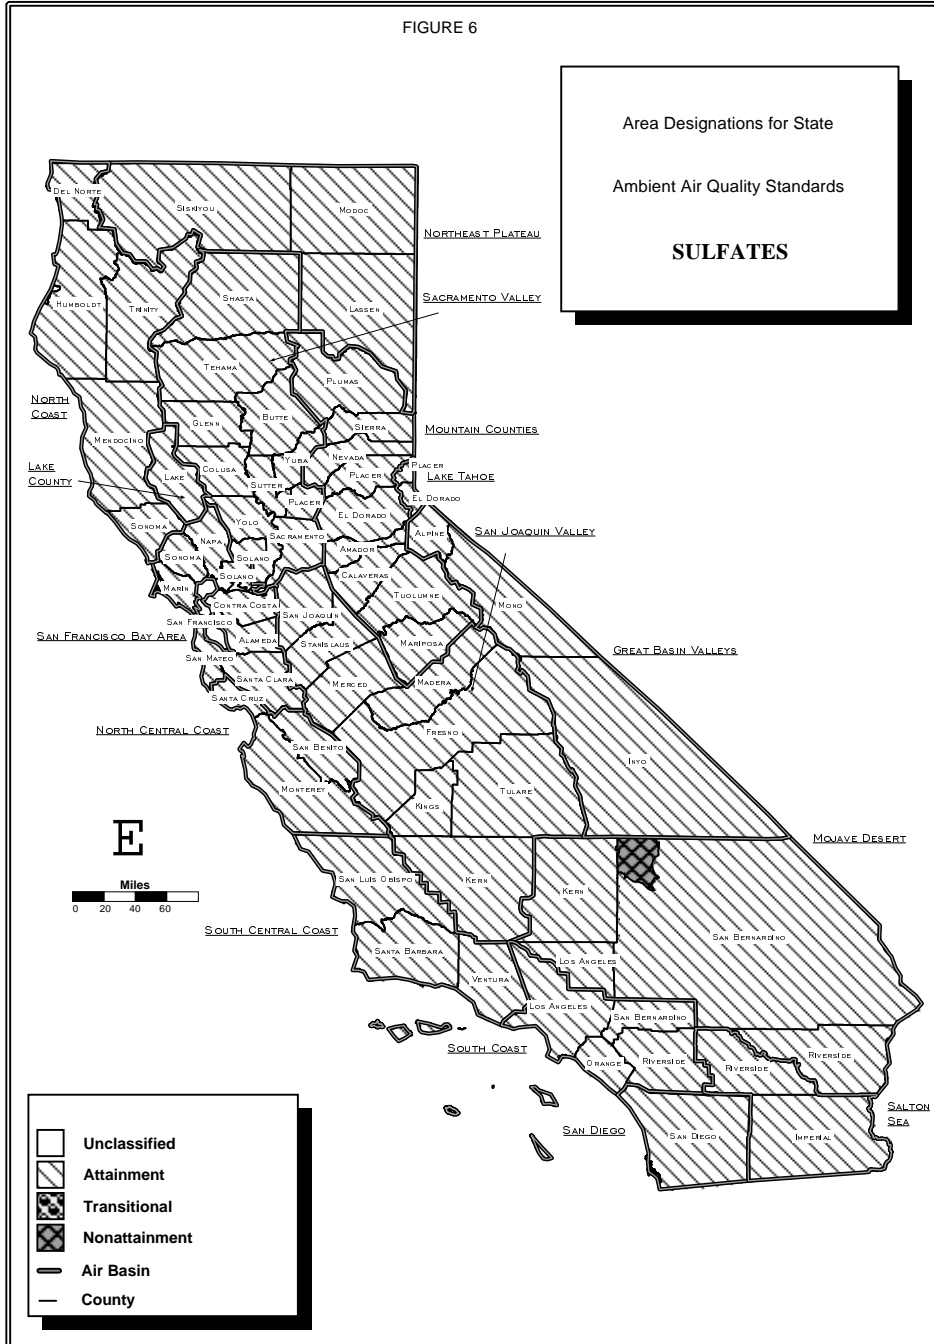 FIGURE 6
Area Designations for State
Ambient Air Quality Standards
SULFATES
DEL NORTE
SISKIYOU
MODOC
NORTHEAST PLATEAU
SACRAMENTO VALLEY
HUMBOLDT
TRINITY
SHASTA
LASSEN
TEHAMA
PLUMAS
NORTH
COAST
GLENN
BUTTE
SIERRA
MOUNTAIN COUNTIES
MENDOCINO
LAKE
COUNTY
LAKE
COLUSA
YUBA
NEVADA
PLACER
PLACER
LAKE TAHOE
SUTTER
PLACER
EL DORADO
EL DORADO
SONOMA
YOLO
SACRAMENTO
ALPINE
SAN JOAQUIN VALLEY
NAPA
SONOMA
SOLANO
AMADOR
SOLANO
CALAVERAS
MARIN
TUOLUMNE
MONO
CONTRA COSTA
SAN JOAQUIN
SAN FRANCISCO
SAN FRANCISCO BAY AREA
ALAMEDA
STANISLAUS
MARIPOSA
GREAT BASIN VALLEYS
SAN MATEO
SANTA CLARA
MERCED
MADERA
SANTA CRUZ
NORTH CENTRAL COAST
FRESNO
SAN BENITO
INYO
MONTEREY
TULARE
KINGS
E
MOJAVE DESERT
Miles
0 20 40 60
SAN LUIS OBISPO
KERN
KERN
SOUTH CENTRAL COAST
SAN BERNARDINO
SANTA BARBARA
LOS ANGELES
VENTURA
LOS ANGELES
SAN BERNARDINO
SOUTH COAST
ORANGE
RIVERSIDE
RIVERSIDE
RIVERSIDE
SALTON
SEA
SAN DIEGO
SAN DIEGO
IMPERIAL
Unclassified
Attainment
Transitional
Nonattainment
Air Basin
County